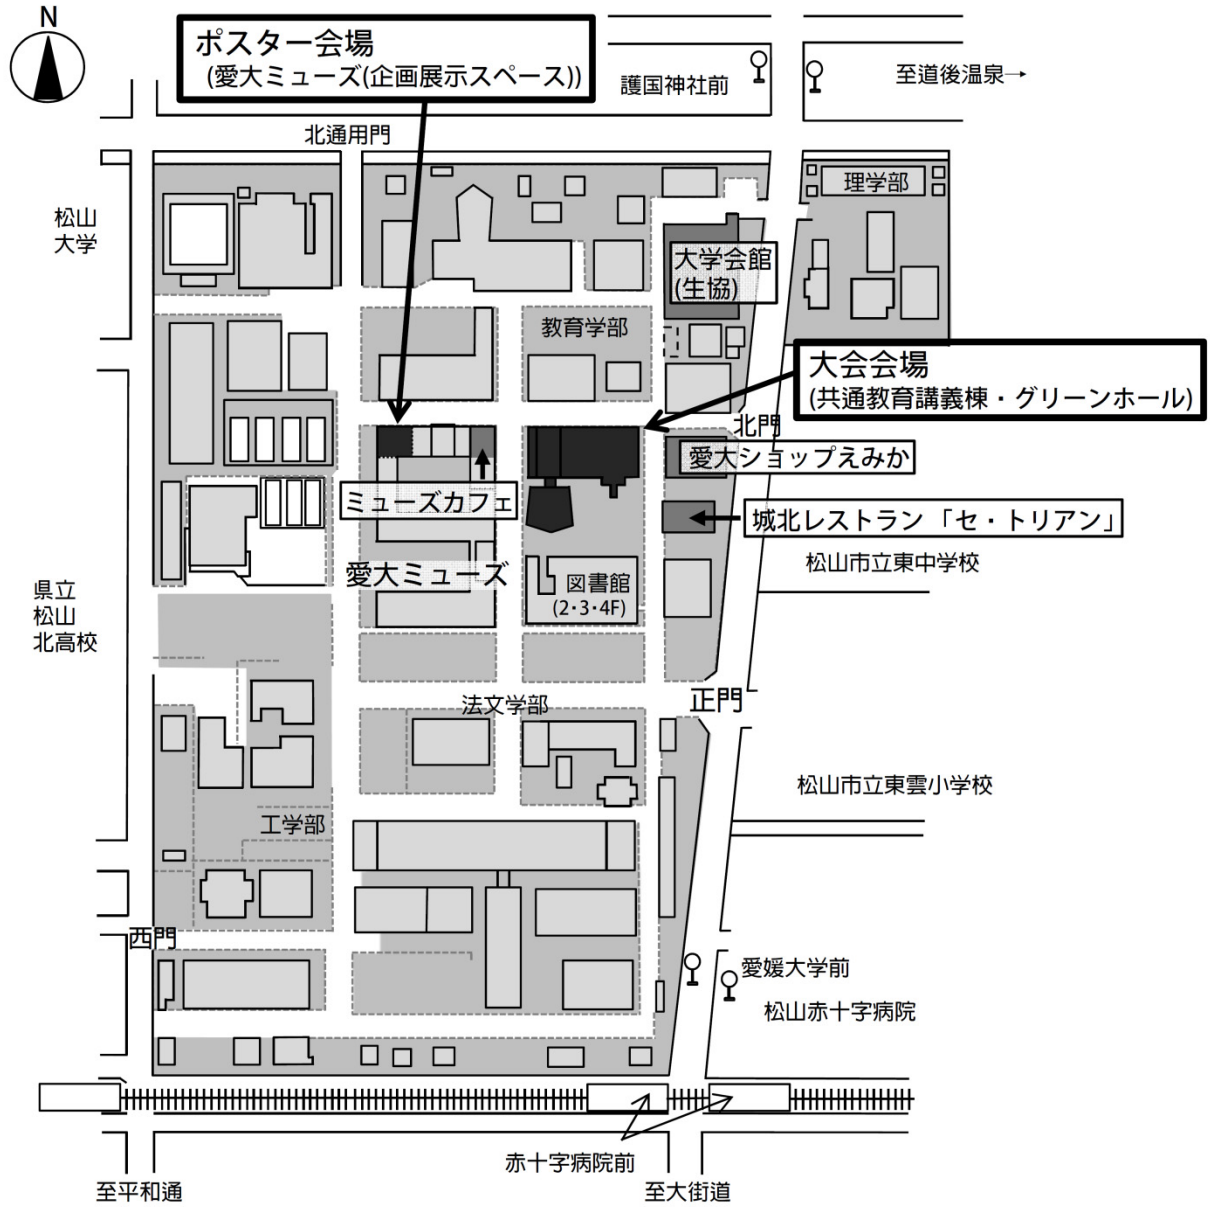 N
ポスター会場
(愛大ミューズ(企画展示スペース))
護国神社前
至道後温泉→
北通用門
松山
大学
理学部
大学会館
(生協)
教育学部
大会会場
(共通教育講義棟・グリーンホール)
北門
愛大ショップえみか
ミューズカフェ
城北レストラン「セ・トリアン」
松山市立東中学校
愛大ミューズ
図書館
(2・3・4F)
県立
松山
北高校
正門
法文学部
松山市立東雲小学校
工学部
西門
愛媛大学前
松山赤十字病院
赤十字病院前
至平和通
至大街道